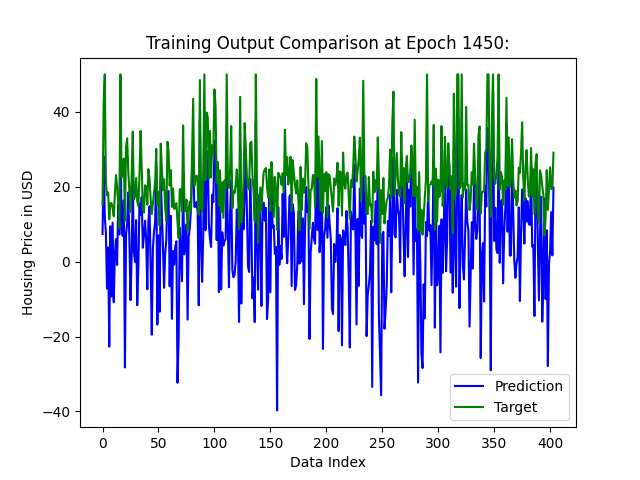 Training Output Comparison at Epoch 1450:
Housing Price in USD
40
20
0
−20
−40
0 50 100 150 200 250 300 350 400
Data Index
Prediction
Target